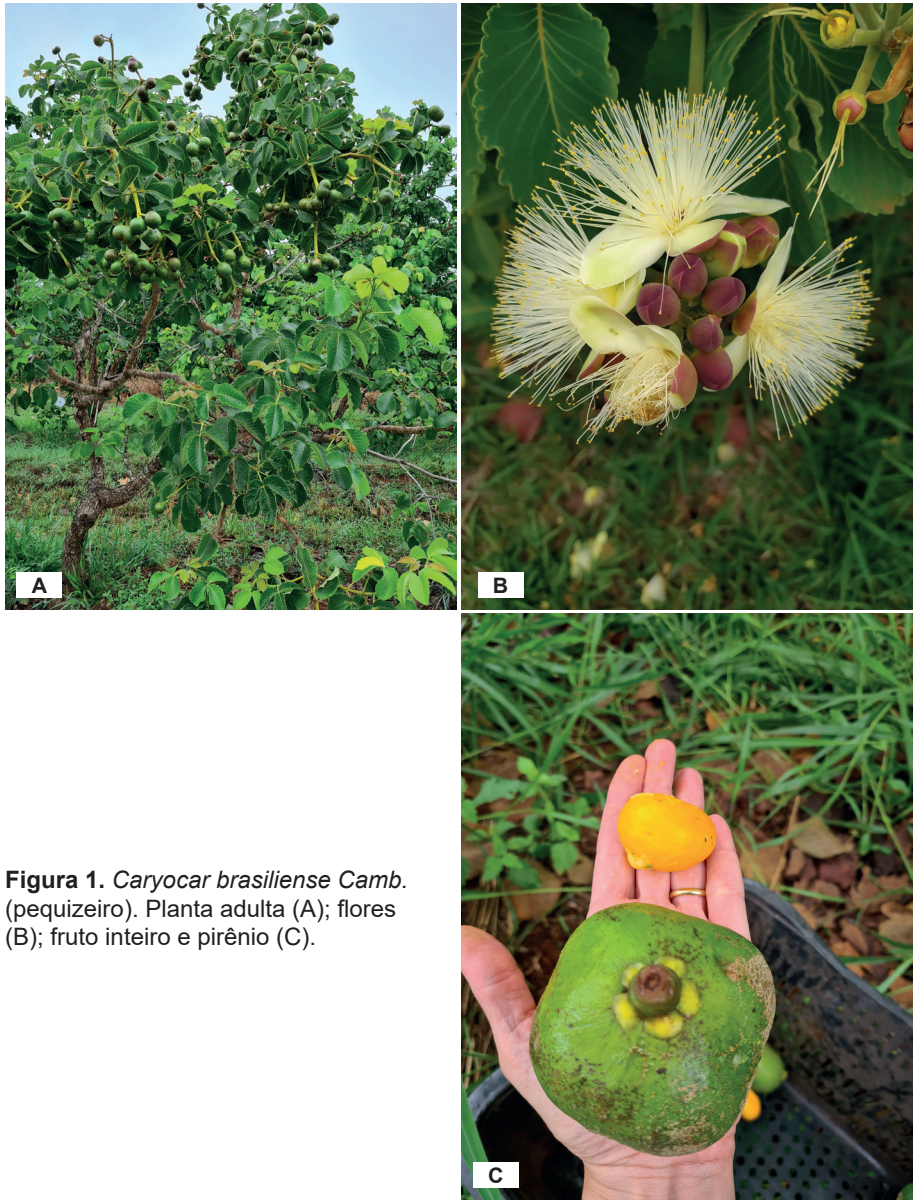 A
B
Figura 1. Caryocar brasiliense Camb.
(pequizeiro). Planta adulta (A); flores
(B); fruto inteiro e pirênio (C).
C